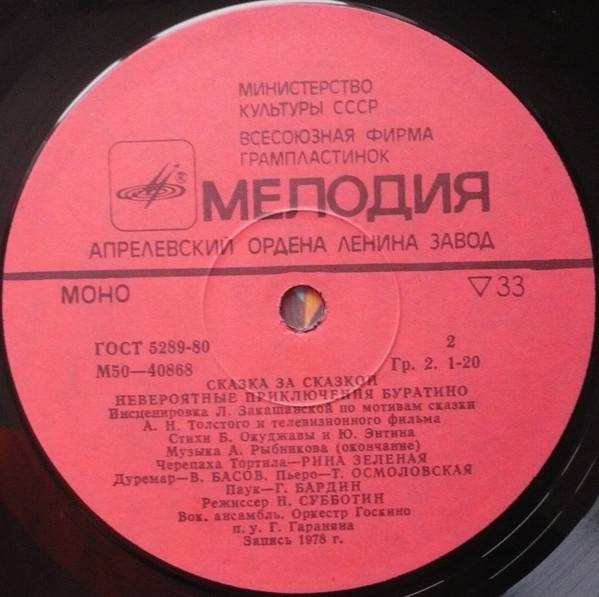 МИНИСТЕРСТВО
КУЛЬТУРЫ СССР
ВСЕСОЮЗНАЯ ФИРМА
ГРАМПЛАСТИНОК
МЕЛОДИЯ
АПРЕЛЕВСКИЙ ОРДЕНА ЛЕНИНА ЗАВОД
МОНО ▽33
ГОСТ 5289-80 2
М50—40868 Гр. 2. 1-20
СКАЗКА ЗА СКАЗКОЙ
НЕВЕРОЯТНЫЕ ПРИКЛЮЧЕНИЯ БУРАТИНО
Инсценировка Л. Закашанской по мотивам сказки
А. Н. Толстого и телевизионного фильма
Стихи Б. Окуджавы и Ю. Энтина
Музыка А. Рыбникова (окончание)
Черепаха Тортила—РИНА ЗЕЛЕНАЯ
Дуремар—В. БАСОВ. Пьеро—Т. ОСМОЛОВСКАЯ
Паук—Г. БАРДИН
Режиссер Н. СУББОТИН
Вок. ансамбль. Оркестр Госкино
п. у. Г. Гараняна
Запись 1978 г.